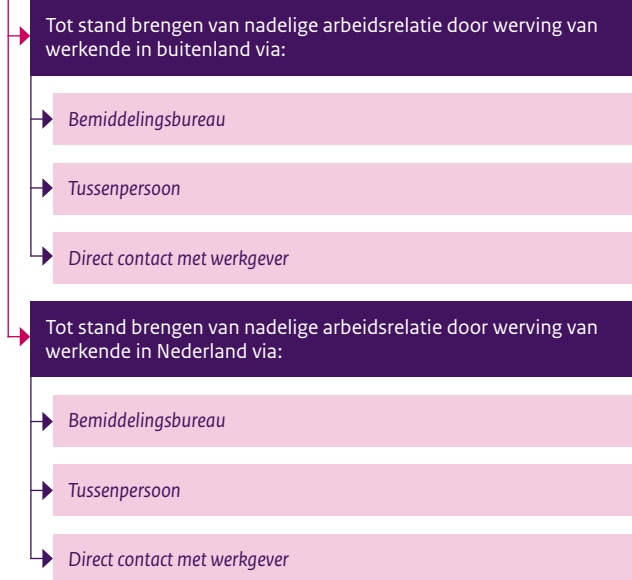 Tot stand brengen van nadelige arbeidsrelatie door werving van
werkende in buitenland via:
Bemiddelingsbureau
Tussenpersoon
Direct contact met werkgever
Tot stand brengen van nadelige arbeidsrelatie door werving van
werkende in Nederland via:
Bemiddelingsbureau
Tussenpersoon
Direct contact met werkgever